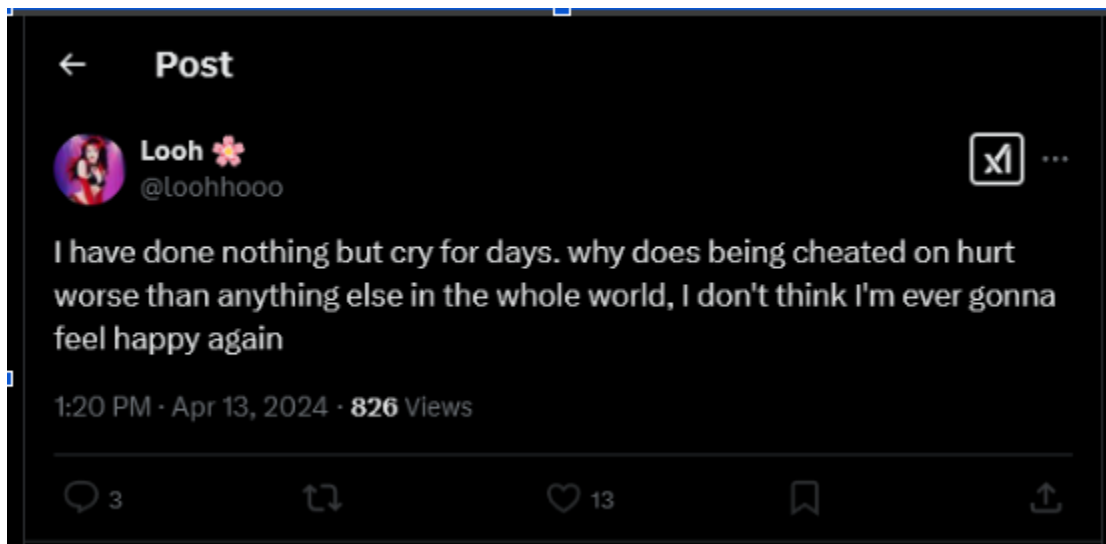 Post
Looh 🌸
@loohhooo
I have done nothing but cry for days. why does being cheated on hurt
worse than anything else in the whole world, I don't think I'm ever gonna
feel happy again
1:20 PM · Apr 13, 2024 · 826 Views
3 13